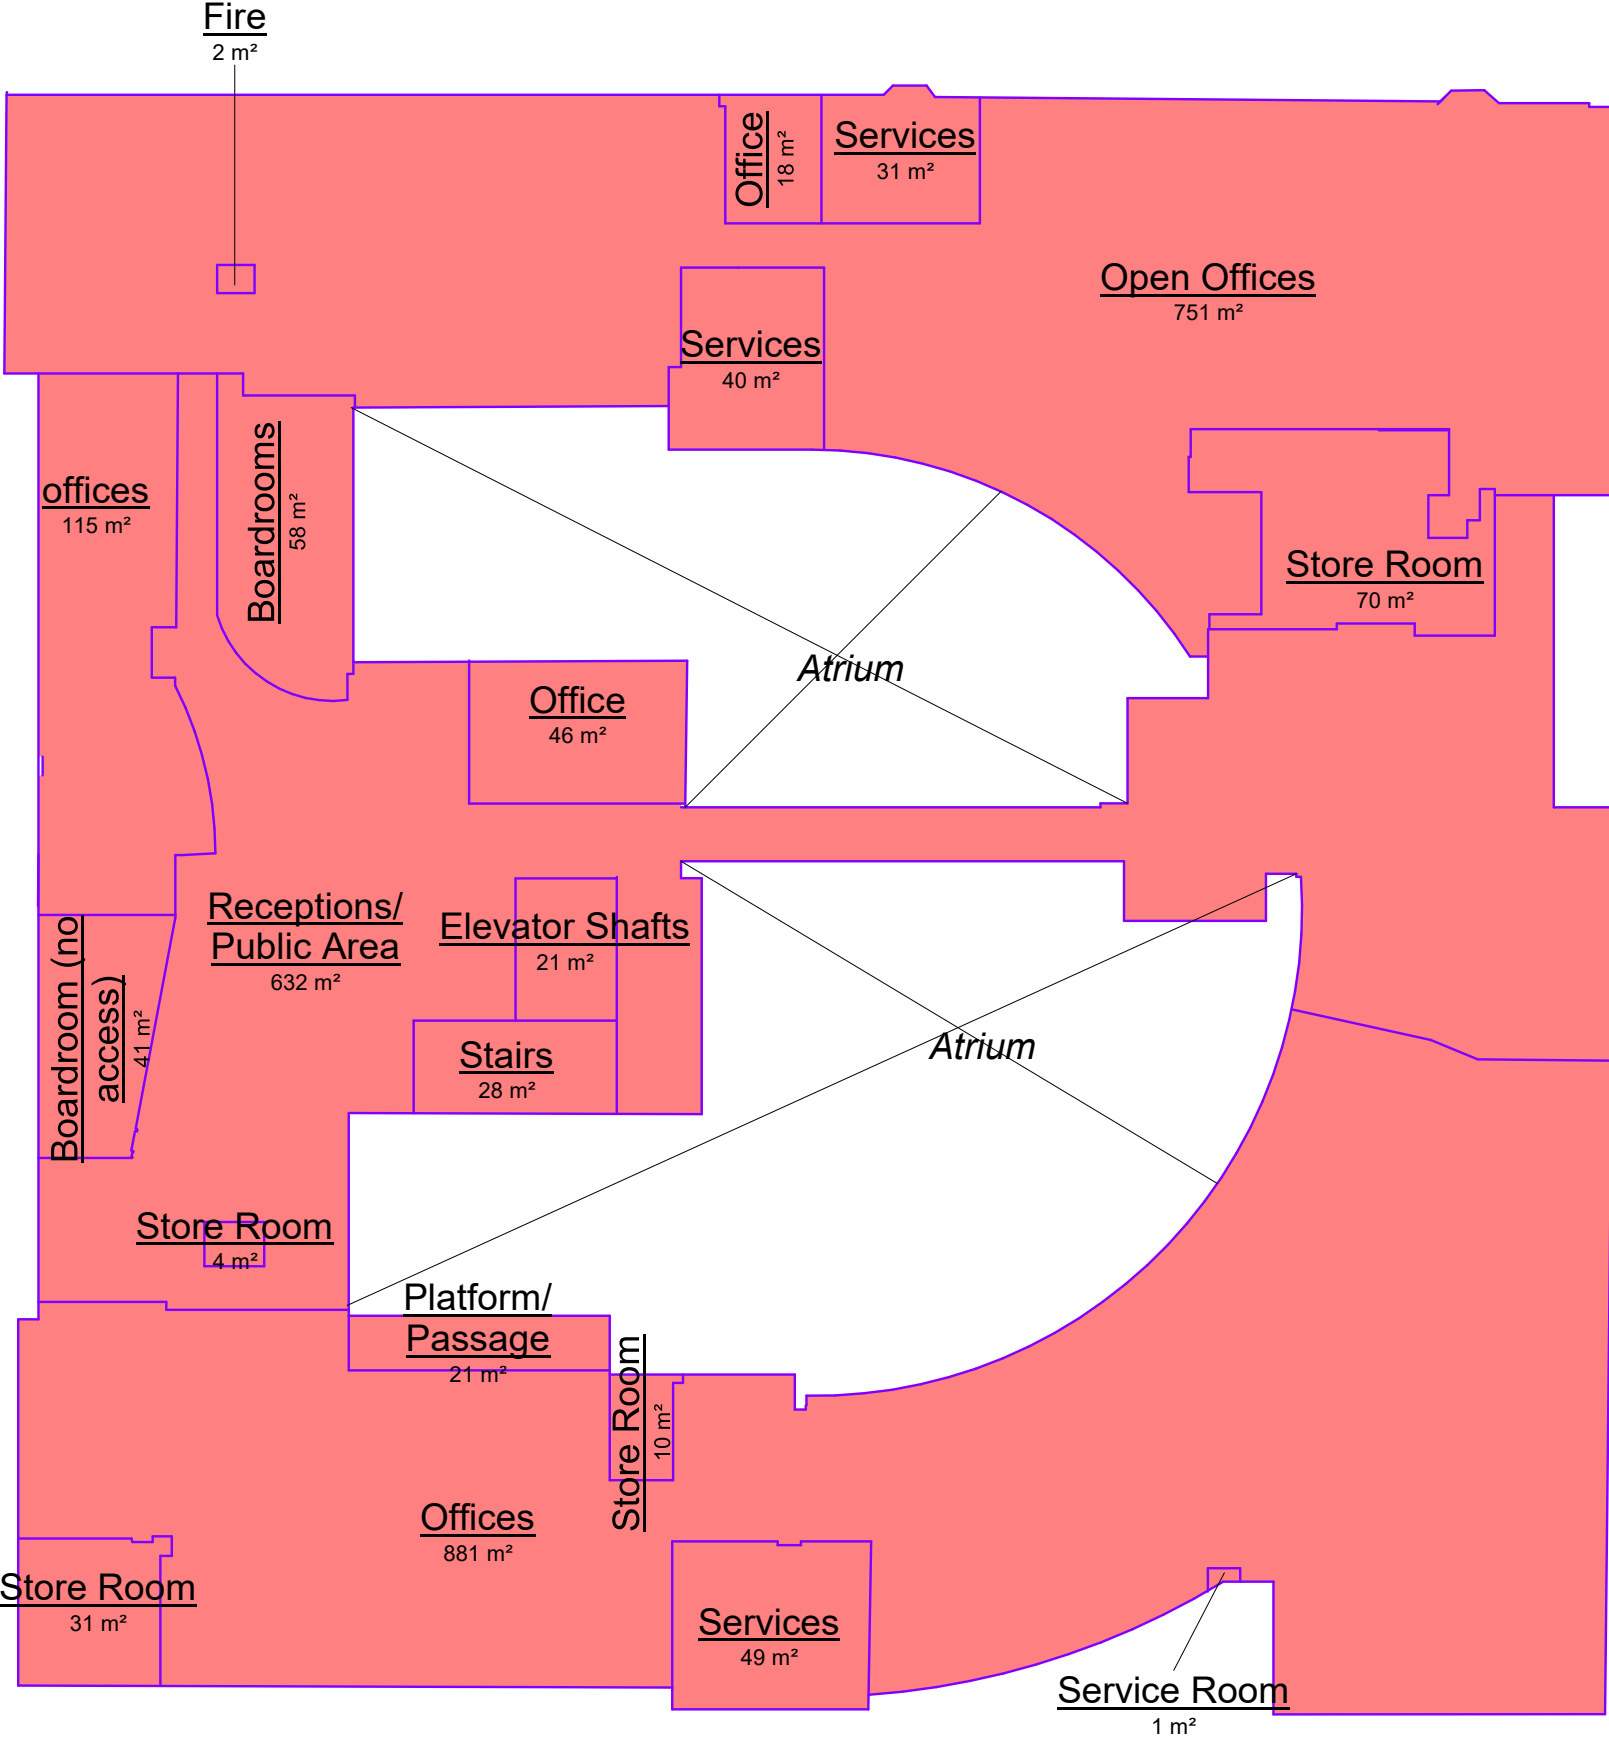 Fire
2 m²
Office
18 m²
Services
31 m²
Open Offices
751 m²
Services
40 m²
offices
115 m²
Boardrooms
58 m²
Store Room
70 m²
Atrium
Office
46 m²
Receptions/
Public Area
632 m²
Elevator Shafts
21 m²
Boardroom (no
access)
41 m²
Stairs
28 m²
Atrium
Store Room
4 m²
Platform/
Passage
21 m²
Store Room
10 m²
Offices
881 m²
Store Room
31 m²
Services
49 m²
Service Room
1 m²